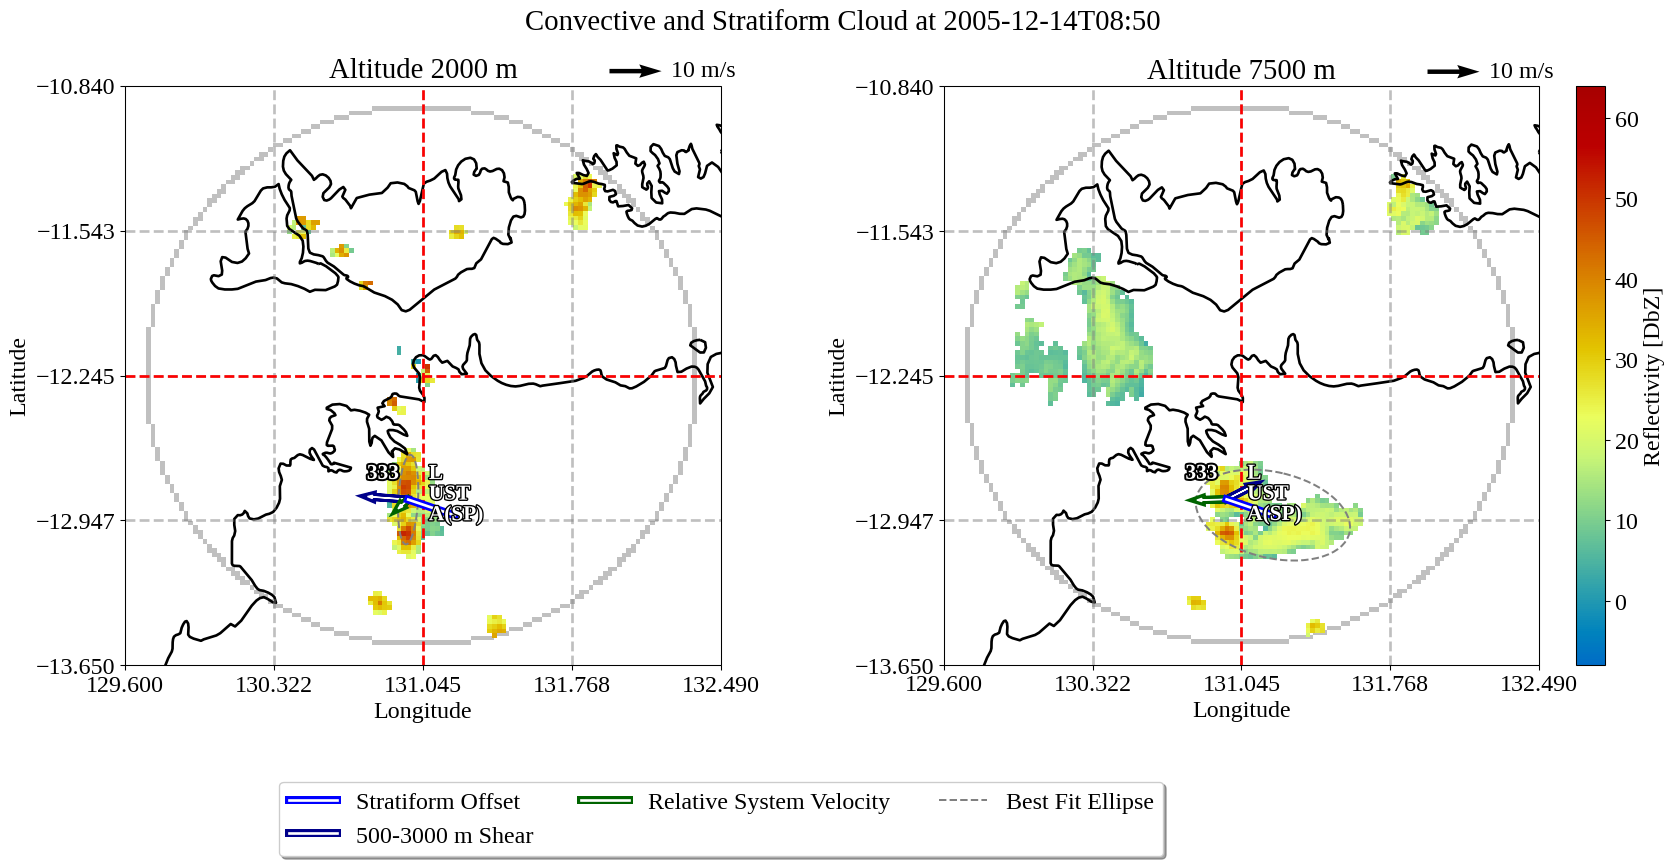 Convective and Stratiform Cloud at 2005-12-14T08:50
Altitude 2000 m
10 m/s
−10.840
−11.543
−12.245
−12.947
−13.650
Latitude
333
L
UST
A(SP)
129.600
130.322
131.045
131.768
132.490
Longitude
Altitude 7500 m
10 m/s
−10.840
−11.543
−12.245
−12.947
−13.650
Latitude
333
L
UST
A(SP)
129.600
130.322
131.045
131.768
132.490
Longitude
60
50
40
30
20
10
0
Reflectivity [DbZ]
Stratiform Offset
Relative System Velocity
Best Fit Ellipse
500-3000 m Shear